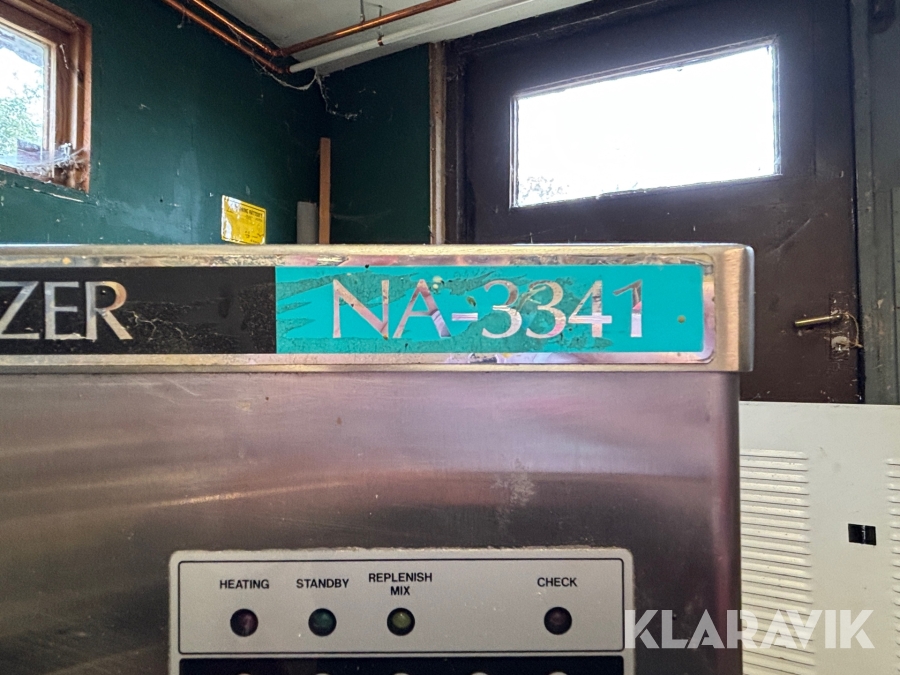 ZER NA-3341
HEATING STANDBY REPLENISH MIX CHECK
KLARAVIK